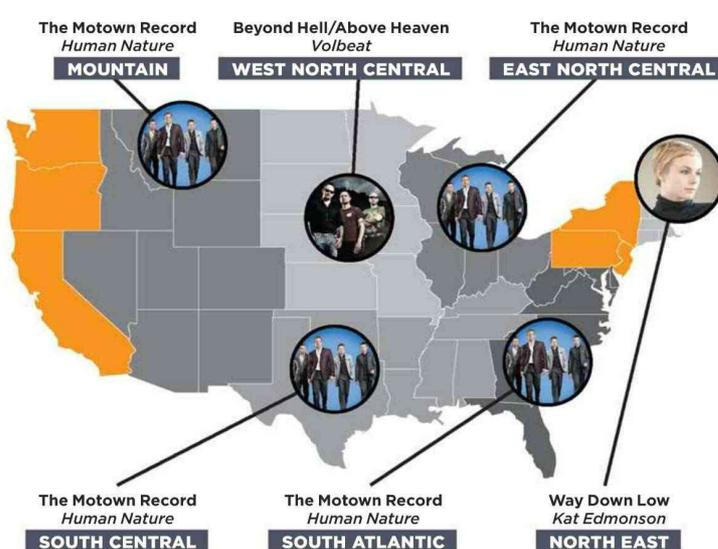 The Motown Record
Human Nature
MOUNTAIN
Beyond Hell/Above Heaven
Volbeat
WEST NORTH CENTRAL
The Motown Record
Human Nature
EAST NORTH CENTRAL
The Motown Record
Human Nature
SOUTH CENTRAL
The Motown Record
Human Nature
SOUTH ATLANTIC
Way Down Low
Kat Edmonson
NORTH EAST